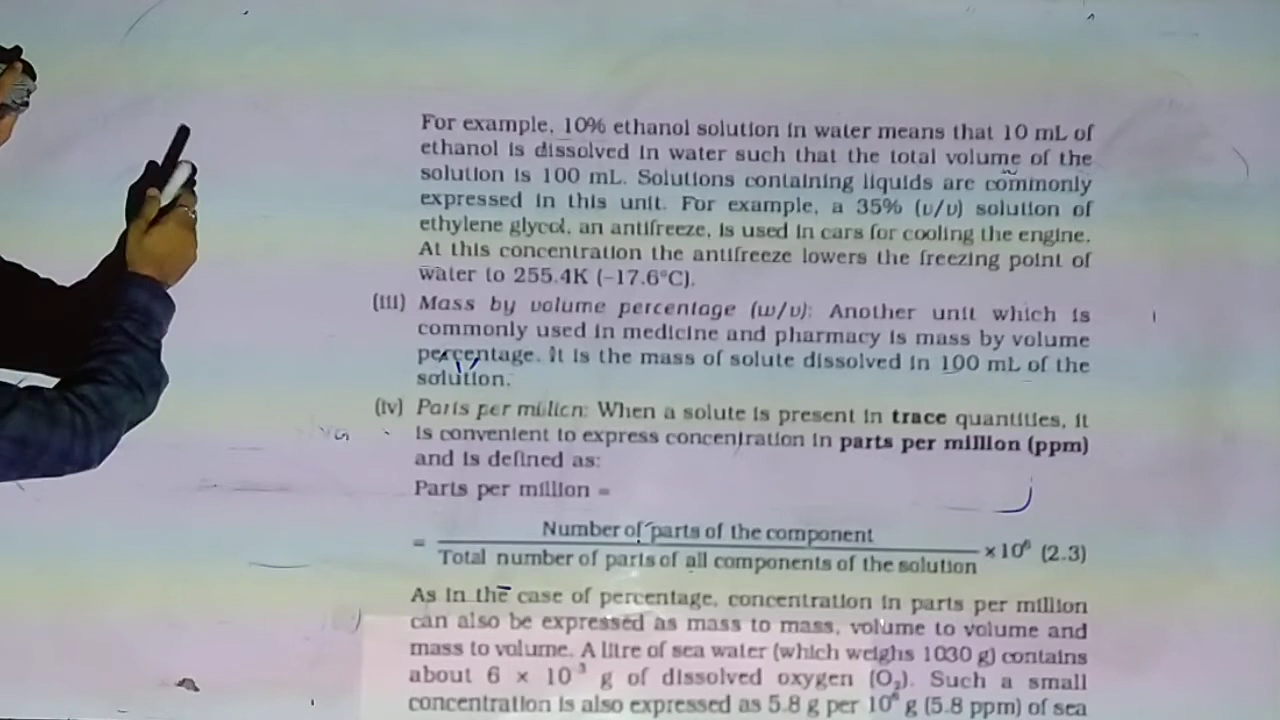 For example, 10% ethanol solution in water means that 10 mL of
ethanol is dissolved in water such that the total volume of the
solution is 100 mL. Solutions containing liquids are commonly
expressed in this unit. For example, a 35% (v/v) solution of
ethylene glycol, an antifreeze, is used in cars for cooling the engine.
At this concentration the antifreeze lowers the freezing point of
water to 255.4K (–17.6°C).
(iii) Mass by volume percentage (w/v): Another unit which is
commonly used in medicine and pharmacy is mass by volume
percentage. It is the mass of solute dissolved in 100 mL of the
solution.
(iv) Parts per million: When a solute is present in trace quantities, it
is convenient to express concentration in parts per million (ppm)
and is defined as:
Parts per million =
= Number of parts of the component
Total number of parts of all components of the solution × 10⁶ (2.3)
As in the case of percentage, concentration in parts per million
can also be expressed as mass to mass, volume to volume and
mass to volume. A litre of sea water (which weighs 1030 g) contains
about 6 × 10 ³ g of dissolved oxygen (O₂). Such a small
concentration is also expressed as 5.8 g per 10⁶ g (5.8 ppm) of sea